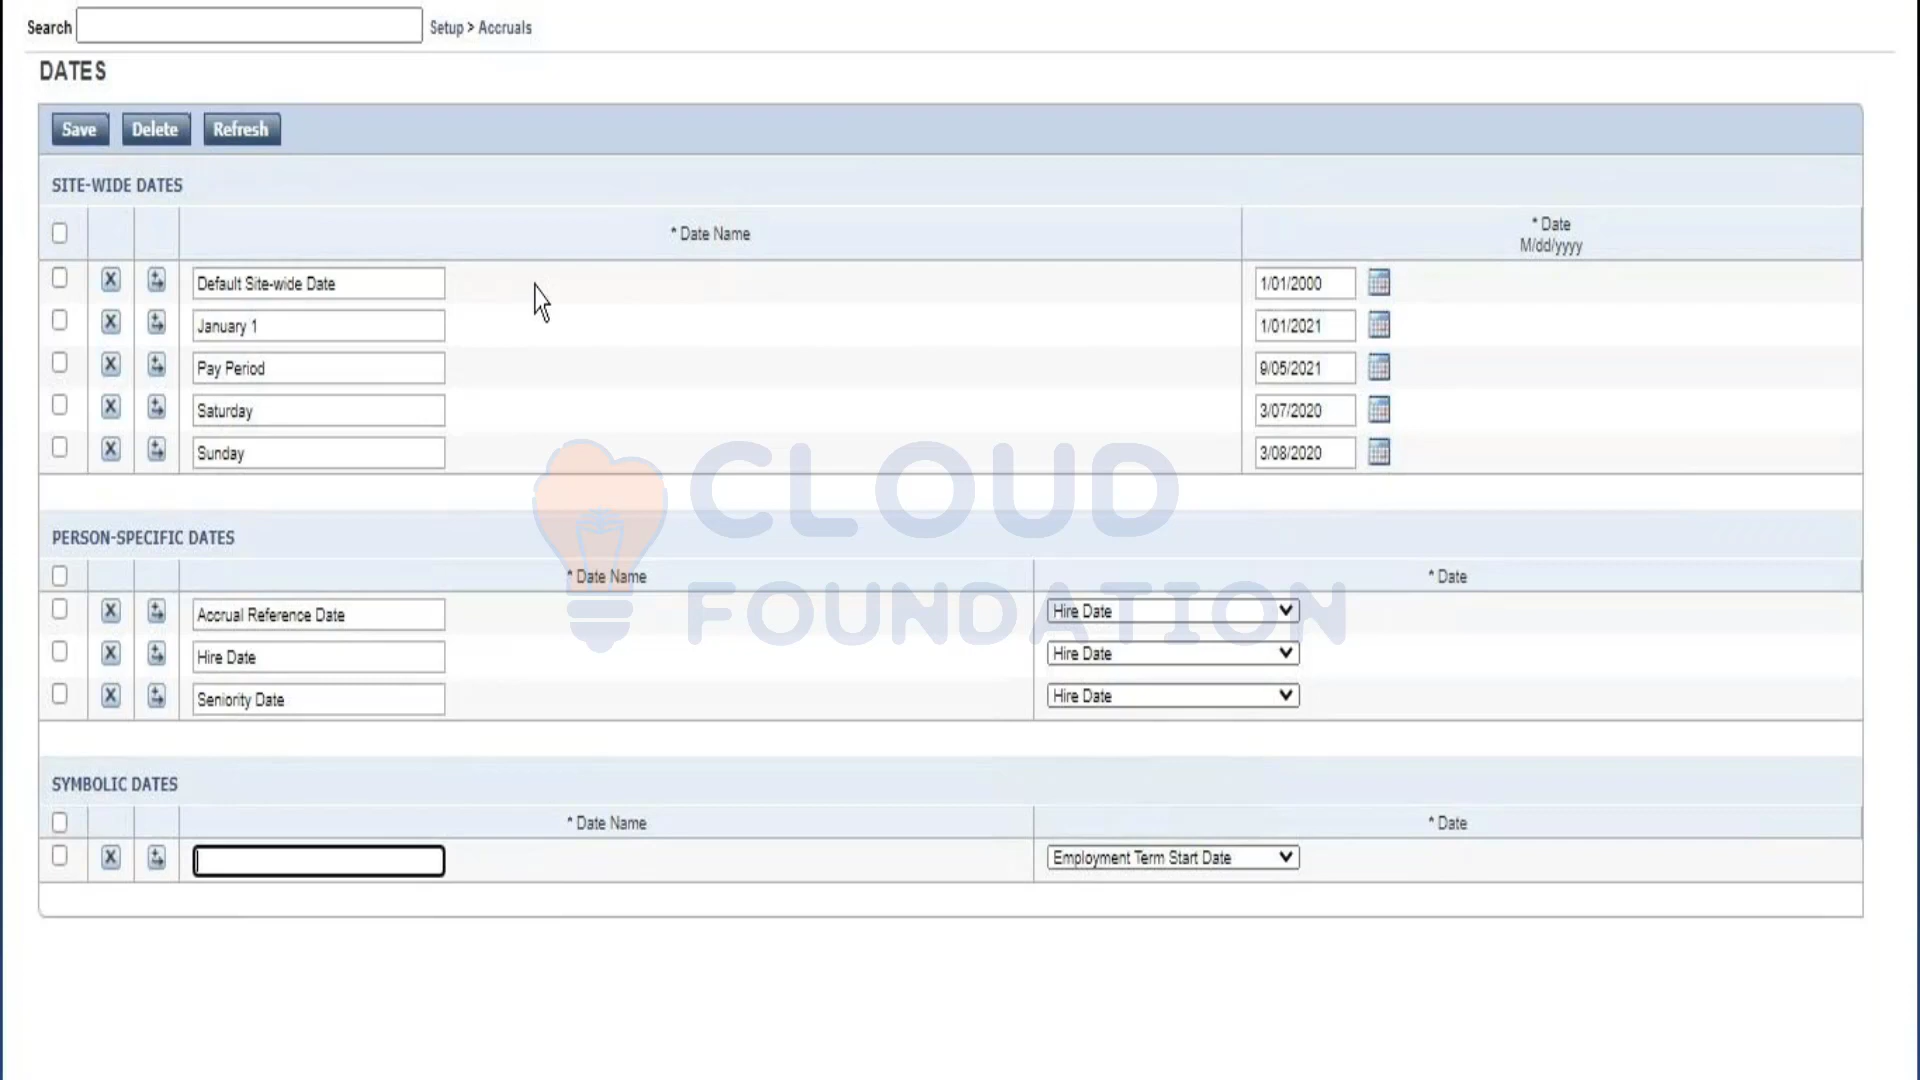 Search Setup > Accruals
DATES
Save Delete Refresh
SITE-WIDE DATES
* Date Name * Date
M/dd/yyyy
X Default Site-wide Date 1/01/2000
X January 1 1/01/2021
X Pay Period 9/05/2021
X Saturday 3/07/2020
X Sunday 3/08/2020
CLOUD
FOUNDATION
PERSON-SPECIFIC DATES
* Date Name * Date
X Accrual Reference Date Hire Date
X Hire Date Hire Date
X Seniority Date Hire Date
SYMBOLIC DATES
* Date Name * Date
X Employment Term Start Date